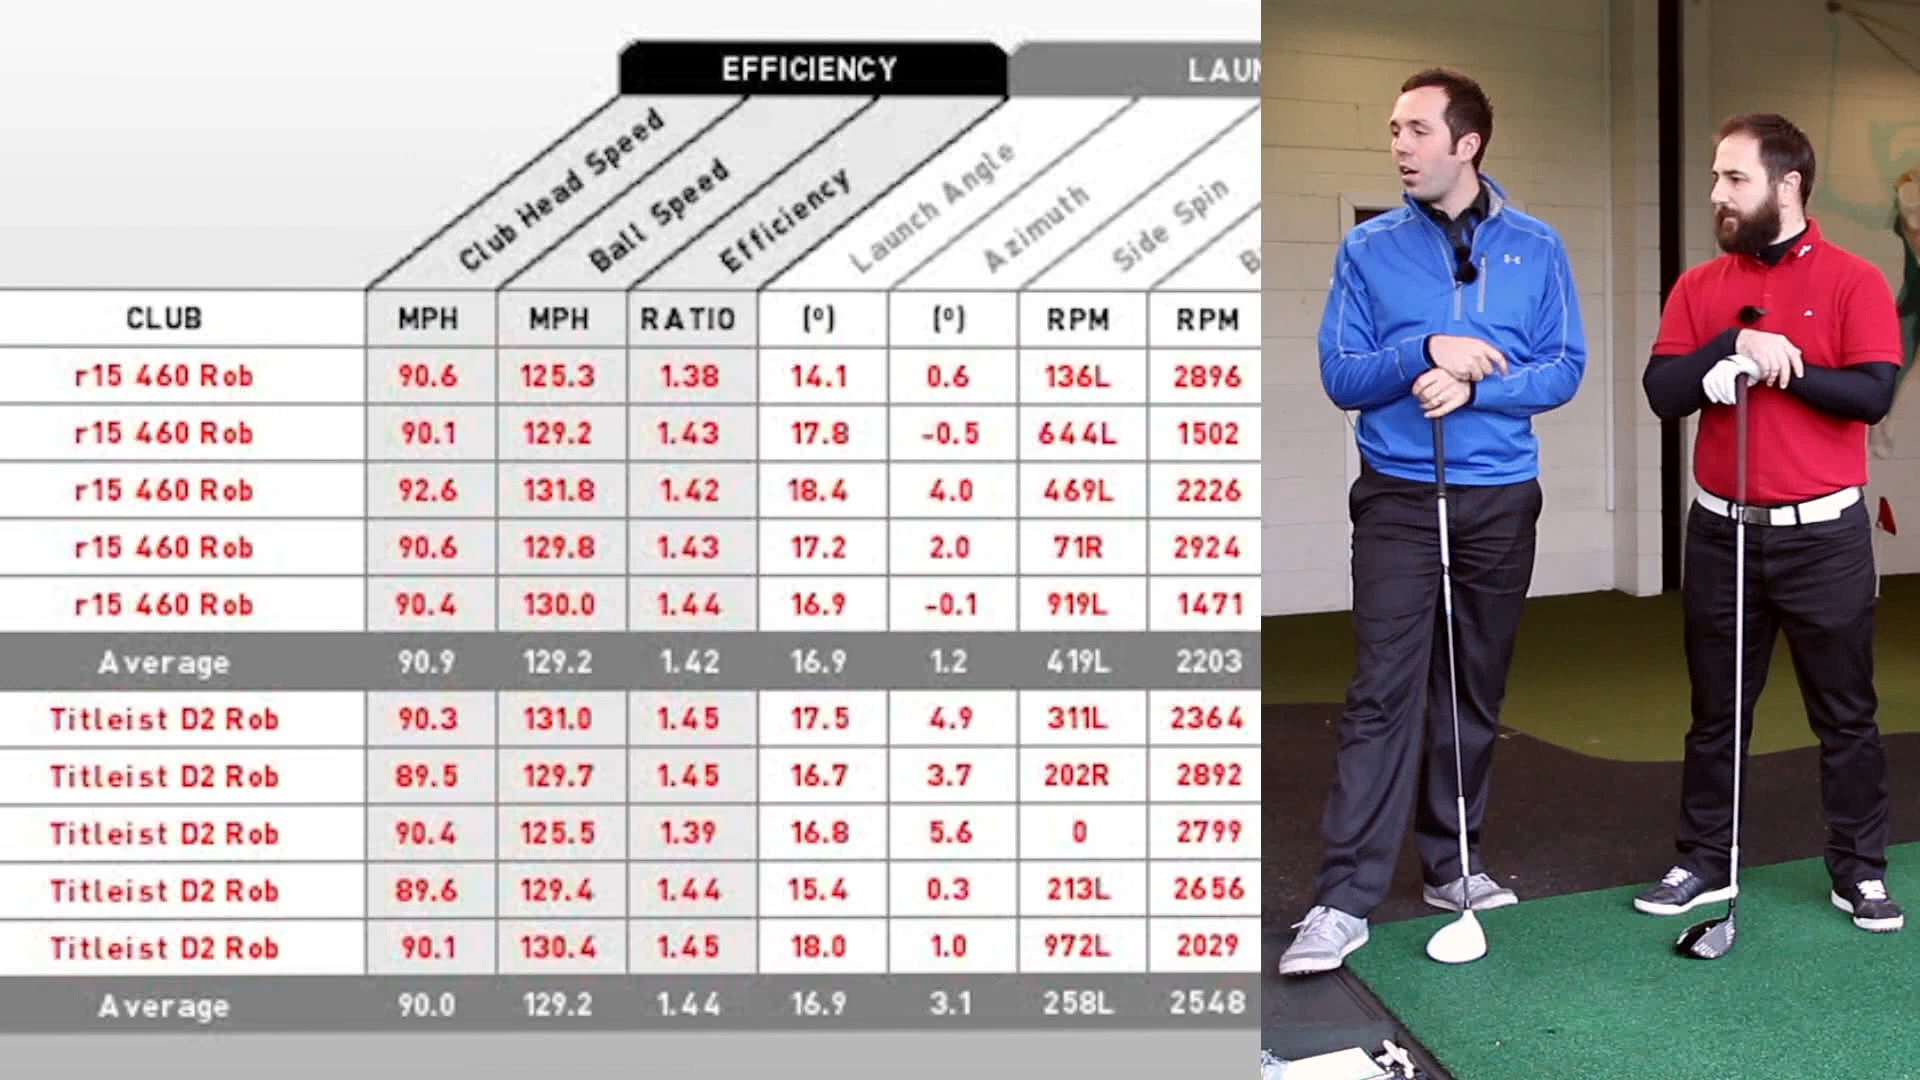 EFFICIENCY LAUN
Club Head Speed Ball Speed Efficiency Launch Angle Azimuth Side Spin
CLUB MPH MPH RATIO (º) (º) RPM RPM
r15 460 Rob 90.6 125.3 1.38 14.1 0.6 136L 2896
r15 460 Rob 90.1 129.2 1.43 17.8 -0.5 644L 1502
r15 460 Rob 92.6 131.8 1.42 18.4 4.0 469L 2226
r15 460 Rob 90.6 129.8 1.43 17.2 2.0 71R 2924
r15 460 Rob 90.4 130.0 1.44 16.9 -0.1 919L 1471
Average 90.9 129.2 1.42 16.9 1.2 419L 2203
Titleist D2 Rob 90.3 131.0 1.45 17.5 4.9 311L 2364
Titleist D2 Rob 89.5 129.7 1.45 16.7 3.7 202R 2892
Titleist D2 Rob 90.4 125.5 1.39 16.8 5.6 0 2799
Titleist D2 Rob 89.6 129.4 1.44 15.4 0.3 213L 2656
Titleist D2 Rob 90.1 130.4 1.45 18.0 1.0 972L 2029
Average 90.0 129.2 1.44 16.9 3.1 258L 2548